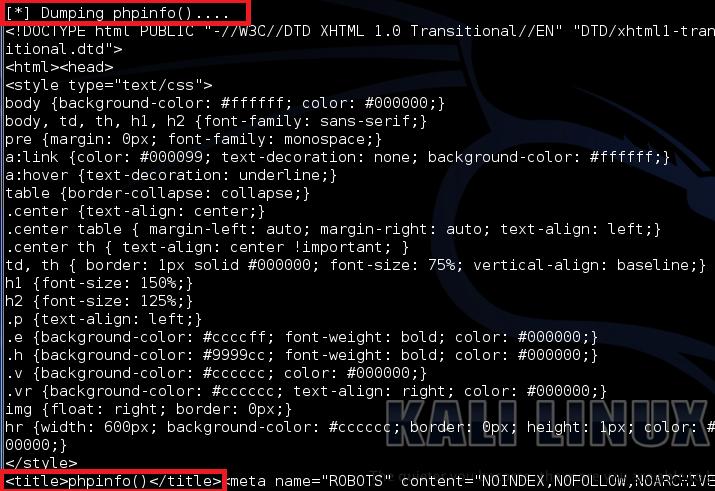 [*] Dumping phpinfo()....
<!DOCTYPE html PUBLIC "-//W3C//DTD XHTML 1.0 Transitional//EN" "DTD/xhtml1-tran
itional.dtd">
<html><head>
<style type="text/css">
body {background-color: #ffffff; color: #000000;}
body, td, th, h1, h2 {font-family: sans-serif;}
pre {margin: 0px; font-family: monospace;}
a:link {color: #000099; text-decoration: none; background-color: #ffffff;}
a:hover {text-decoration: underline;}
table {border-collapse: collapse;}
.center {text-align: center;}
.center table { margin-left: auto; margin-right: auto; text-align: left;}
.center th { text-align: center !important; }
td, th { border: 1px solid #000000; font-size: 75%; vertical-align: baseline;}
h1 {font-size: 150%;}
h2 {font-size: 125%;}
.p {text-align: left;}
.e {background-color: #ccccff; font-weight: bold; color: #000000;}
.h {background-color: #9999cc; font-weight: bold; color: #000000;}
.v {background-color: #cccccc; color: #000000;}
.vr {background-color: #cccccc; text-align: right; color: #000000;}
img {float: right; border: 0px;}
hr {width: 600px; background-color: #cccccc; border: 0px; height: 1px; color: #
00000;}
KALI LINUX
</style>
<title>phpinfo()</title><meta name="ROBOTS" content="NOINDEX,NOFOLLOW,NOARCHIVE